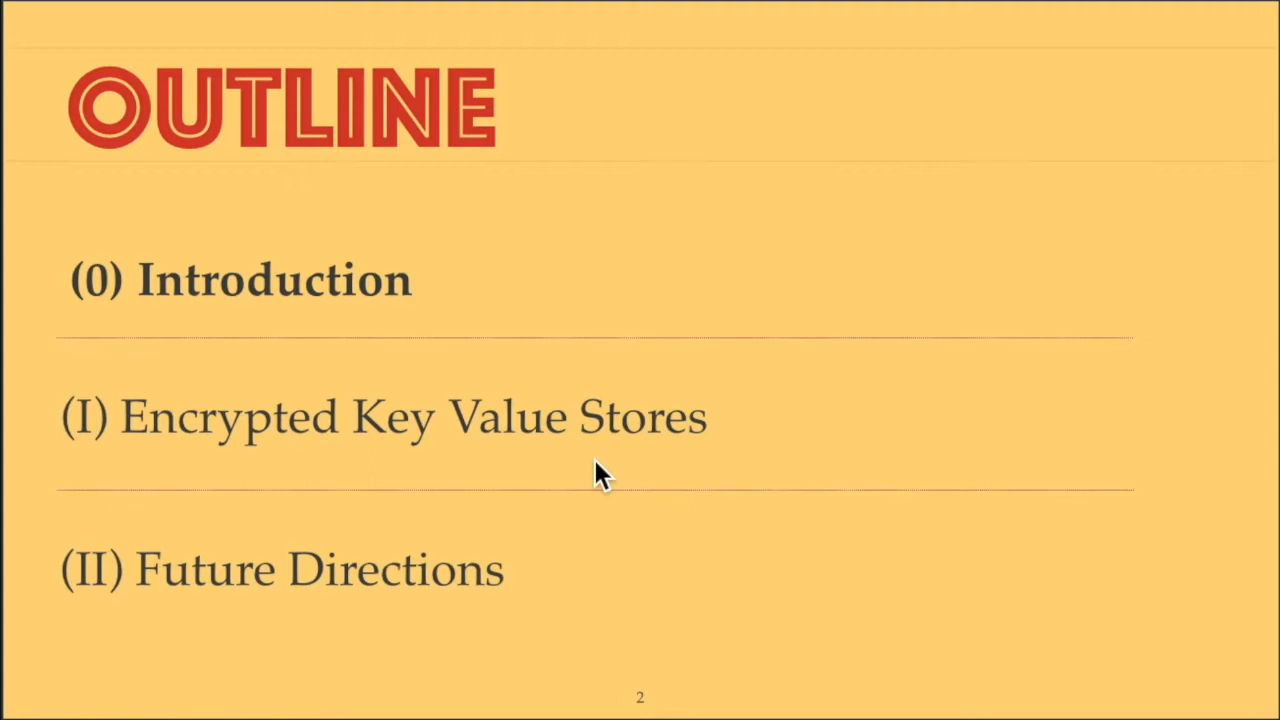 OUTLINE
(0) Introduction
(I) Encrypted Key Value Stores
(II) Future Directions
2